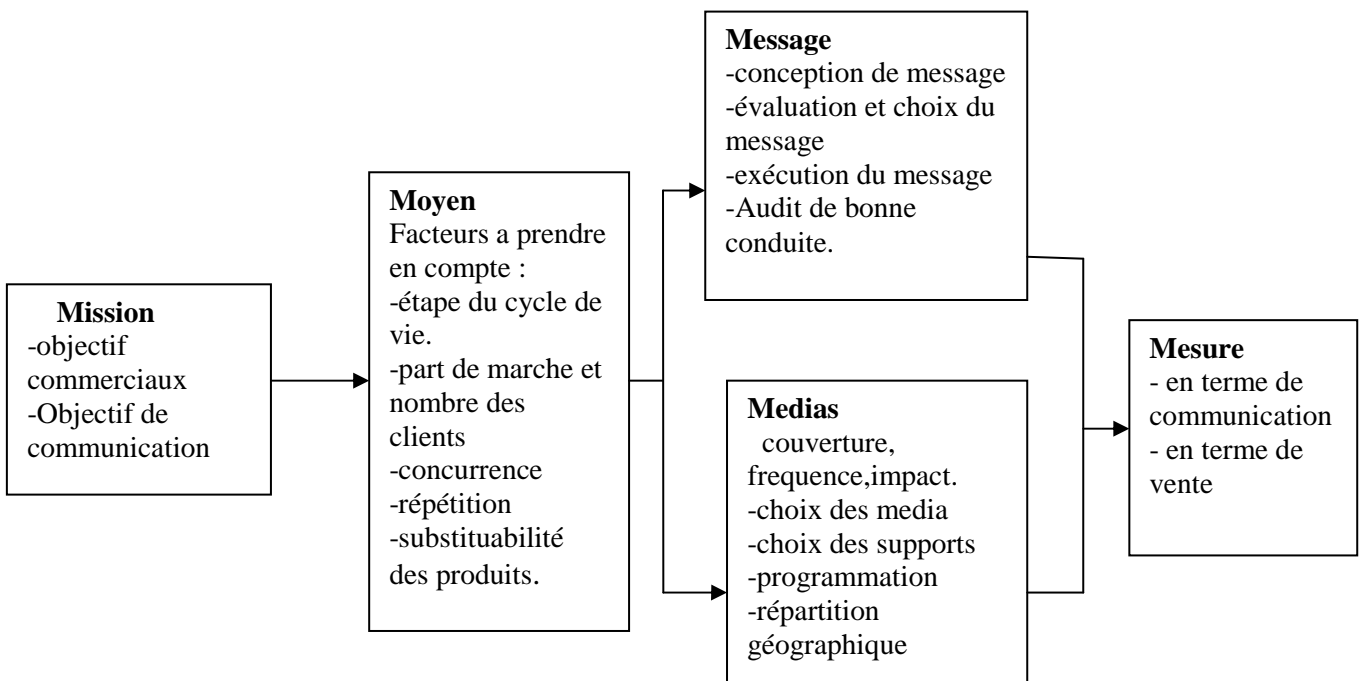 Mission
-objectif
commerciaux
-Objectif de
communication
Moyen
Facteurs a prendre
en compte :
-étape du cycle de
vie.
-part de marche et
nombre des
clients
-concurrence
-répétition
-substituabilité
des produits.
Message
-conception de message
-évaluation et choix du
message
-exécution du message
-Audit de bonne
conduite.
Medias
couverture,
frequence,impact.
-choix des media
-choix des supports
-programmation
-répartition
géographique
Mesure
- en terme de
communication
- en terme de
vente